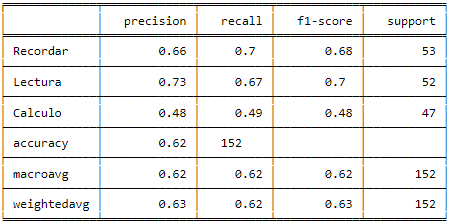 precision recall f1-score support
Recordar 0.66 0.7 0.68 53
Lectura 0.73 0.67 0.7 52
Calculo 0.48 0.49 0.48 47
accuracy 0.62 152
macroavg 0.62 0.62 0.62 152
weightedavg 0.63 0.62 0.63 152